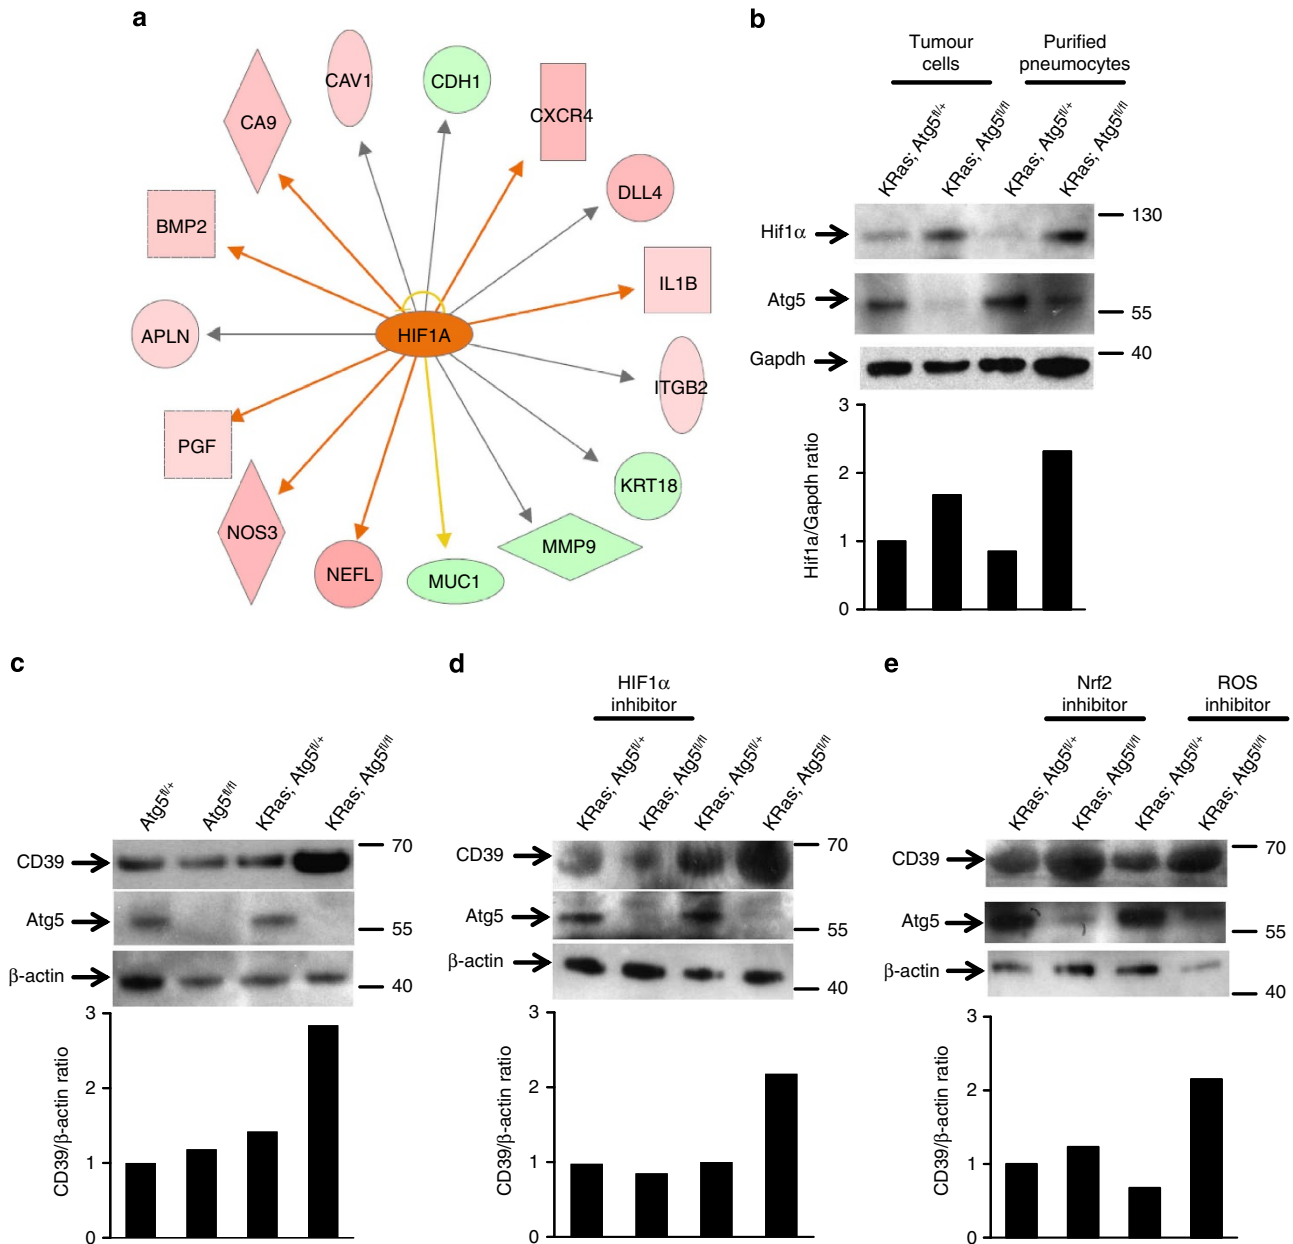 a
CAV1
CDH1
CXCR4
CA9
DLL4
BMP2
IL1B
APLN
HIF1A
ITGB2
PGF
KRT18
NOS3
NEFL
MUC1
MMP9
b
Tumour cells
Purified pneumocytes
KRas; Atg5fl/+
KRas; Atg5fl/fl
KRas; Atg5fl/+
KRas; Atg5fl/fl
Hif1α
130
Atg5
55
Gapdh
40
Hif1a/Gapdh ratio
3
2
1
0
c
Atg5fl/+
Atg5fl/fl
KRas; Atg5fl/+
KRas; Atg5fl/fl
CD39
70
Atg5
55
β-actin
40
CD39/β-actin ratio
3
2
1
0
d
HIF1α inhibitor
KRas; Atg5fl/+
KRas; Atg5fl/fl
KRas; Atg5fl/+
KRas; Atg5fl/fl
CD39
70
Atg5
55
β-actin
40
CD39/β-actin ratio
3
2
1
0
e
Nrf2 inhibitor
ROS inhibitor
KRas; Atg5fl/+
KRas; Atg5fl/fl
KRas; Atg5fl/+
KRas; Atg5fl/fl
CD39
70
Atg5
55
β-actin
40
CD39/β-actin ratio
3
2
1
0